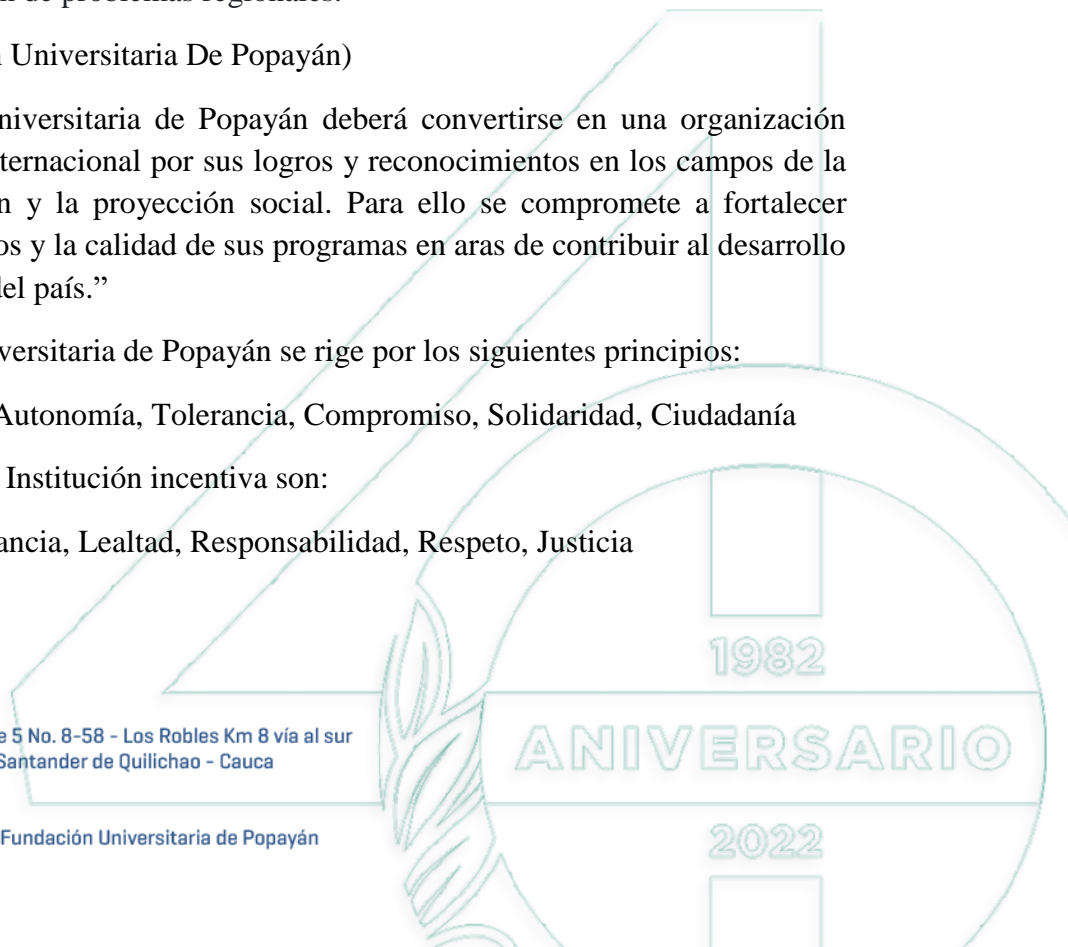 n de problemas regionales.
n Universitaria De Popayán)
niversitaria de Popayán deberá convertirse en una organización
ternacional por sus logros y reconocimientos en los campos de la
n y la proyección social. Para ello se compromete a fortalecer
os y la calidad de sus programas en aras de contribuir al desarrollo
del país.”
versitaria de Popayán se rige por los siguientes principios:
Autonomía, Tolerancia, Compromiso, Solidaridad, Ciudadanía
Institución incentiva son:
ancia, Lealtad, Responsabilidad, Respeto, Justicia
1982
ANIVERSARIO
2022
e 5 No. 8-58 - Los Robles Km 8 vía al sur
Santander de Quilichao - Cauca
Fundación Universitaria de Popayán